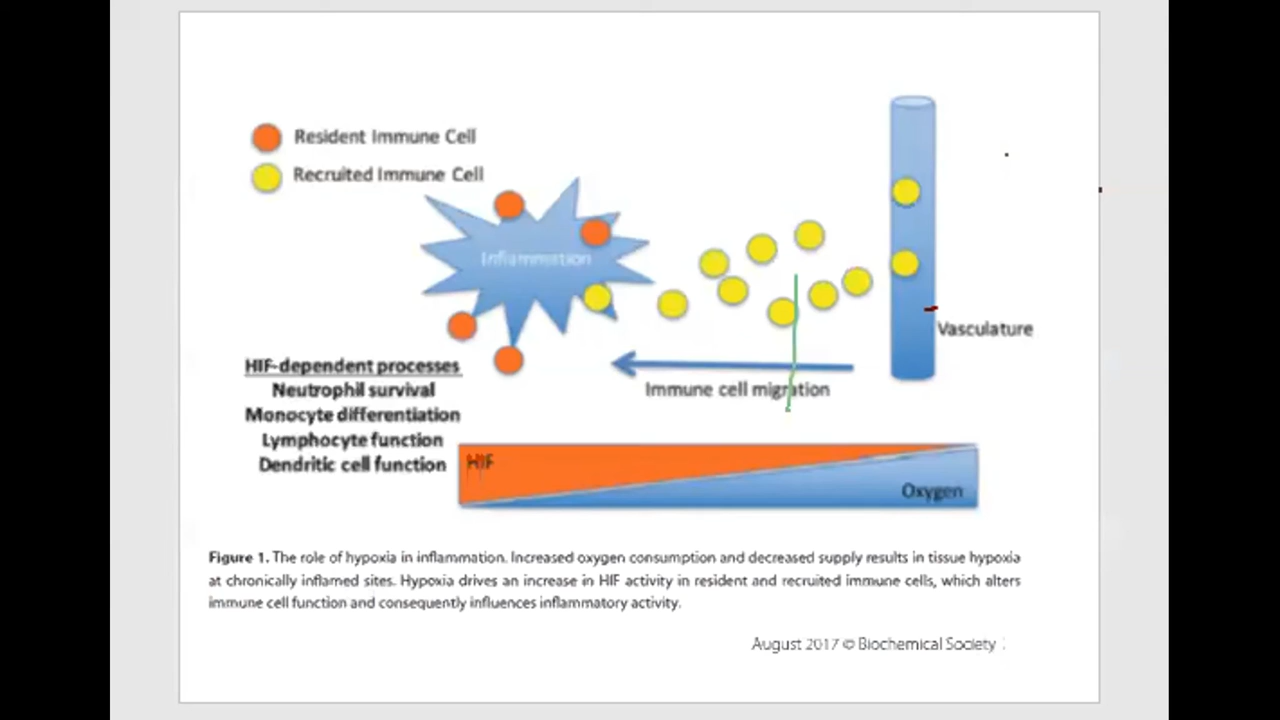 Resident Immune Cell
Recruited Immune Cell
Inflammation
Vasculature
HIF-dependent processes
Neutrophil survival
Monocyte differentiation
Lymphocyte function
Dendritic cell function
Immune cell migration
HIF
Oxygen
Figure 1. The role of hypoxia in inflammation. Increased oxygen consumption and decreased supply results in tissue hypoxia
at chronically inflamed sites. Hypoxia drives an increase in HIF activity in resident and recruited immune cells, which alters
immune cell function and consequently influences inflammatory activity.
August 2017 © Biochemical Society